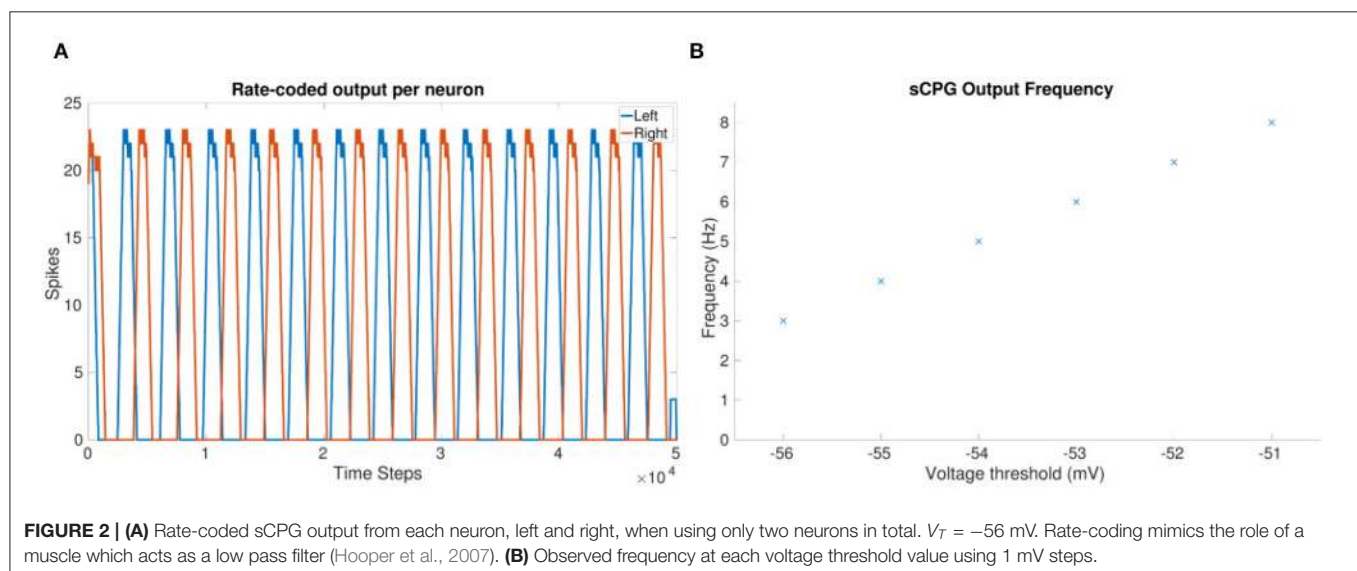 A
B
Rate-coded output per neuron
sCPG Output Frequency
25
20
15
10
5
0
Spikes
Left
Right
0
1
2
3
4
5
Time Steps
×10⁴
8
7
6
5
4
3
2
1
0
Frequency (Hz)
-56
-55
-54
-53
-52
-51
Voltage threshold (mV)
FIGURE 2 | (A) Rate-coded sCPG output from each neuron, left and right, when using only two neurons in total. V_T = −56 mV. Rate-coding mimics the role of a
muscle which acts as a low pass filter (Hooper et al., 2007). (B) Observed frequency at each voltage threshold value using 1 mV steps.